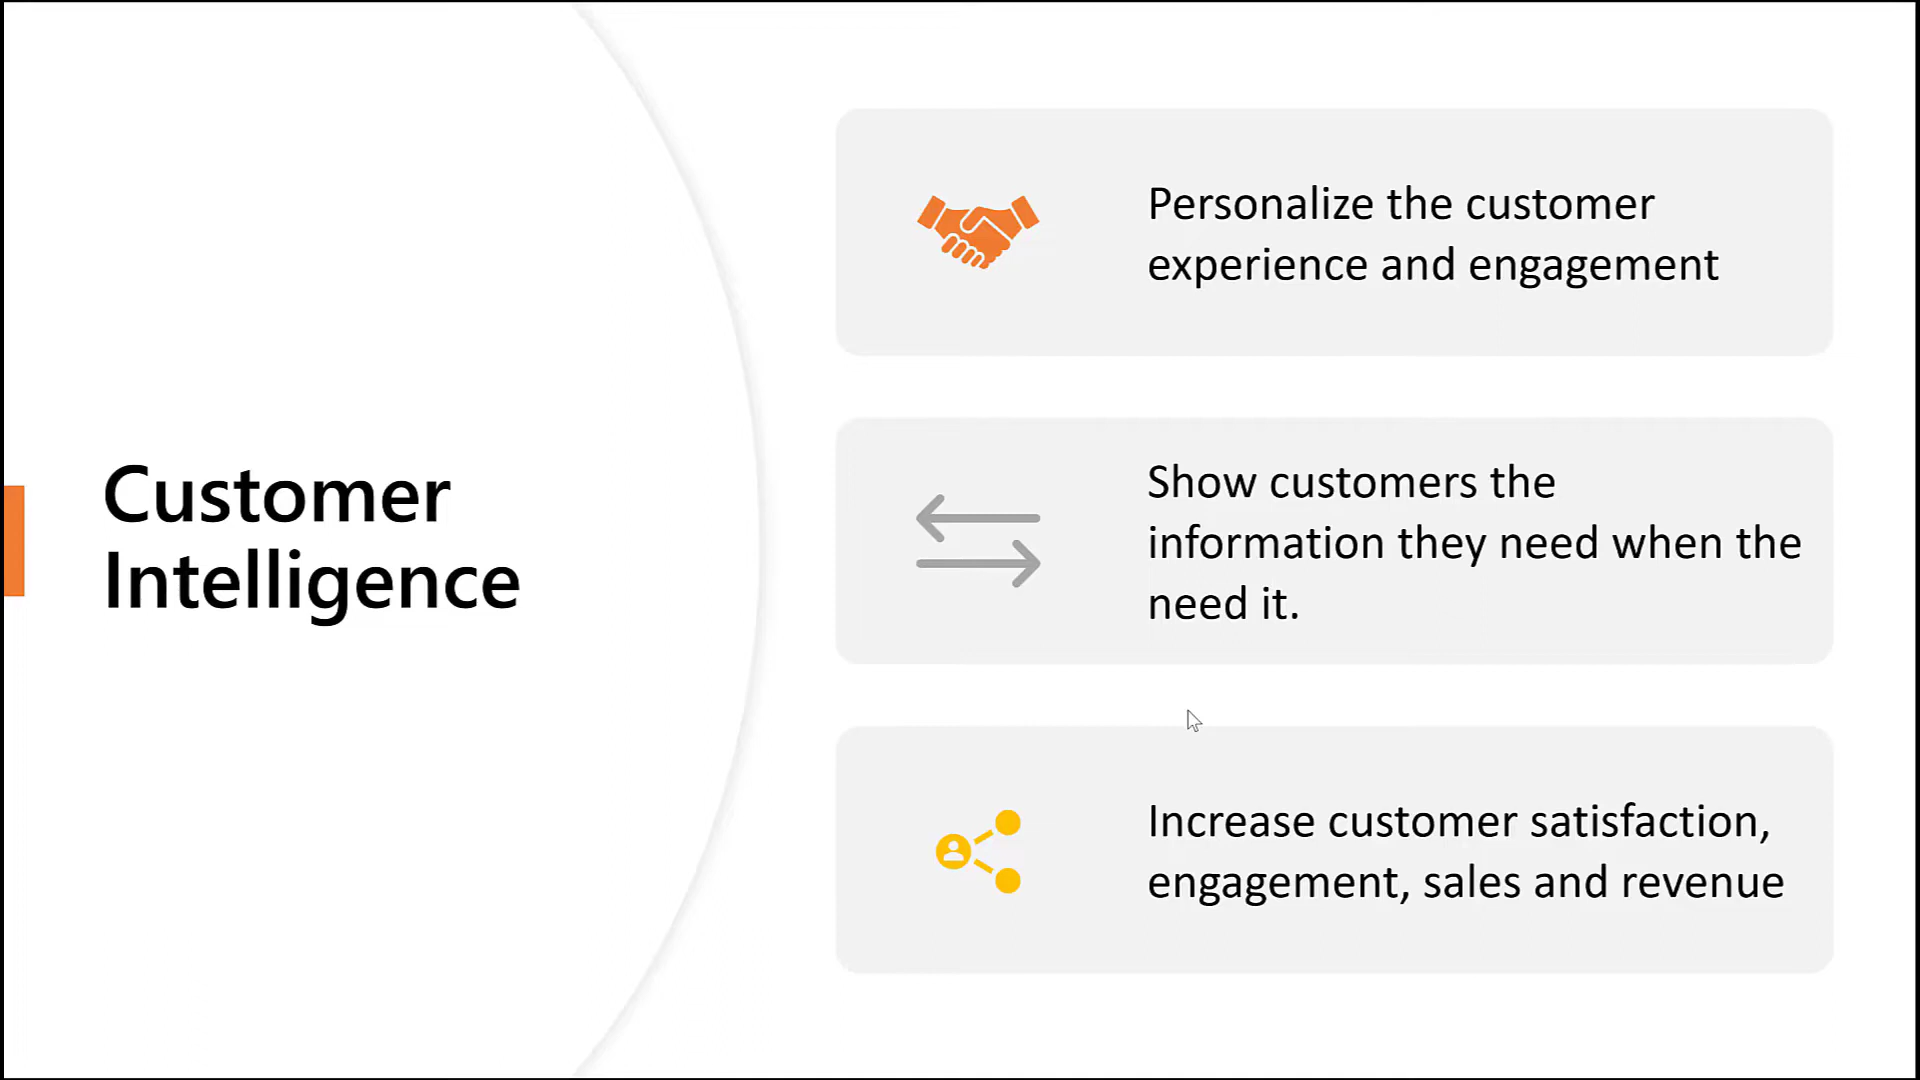 Customer
Intelligence
Personalize the customer
experience and engagement
Show customers the
information they need when the
need it.
Increase customer satisfaction,
engagement, sales and revenue